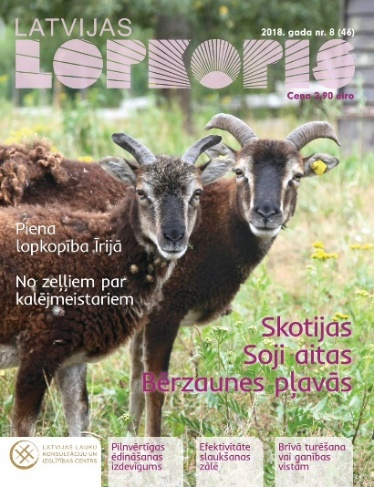 LATVIJAS
2018. gada nr. 8 (46)
LOPKOPIS
Cena 2,90 eiro
Piena
lopkopība Īrijā
No zeļļiem par
kalējmeistariem
Skotijas
Soji aitas
Bērzaunes pļavās
LATVIJAS LAUKU
KONSULTĀCIJU UN
IZGLĪTĪBAS CENTRS
Pilnvērtīgas
ēdināšanas
izdevīgums
Efektivitāte
slaukšanas
zālē
Brīvā turēšana
vai ganības
vistām